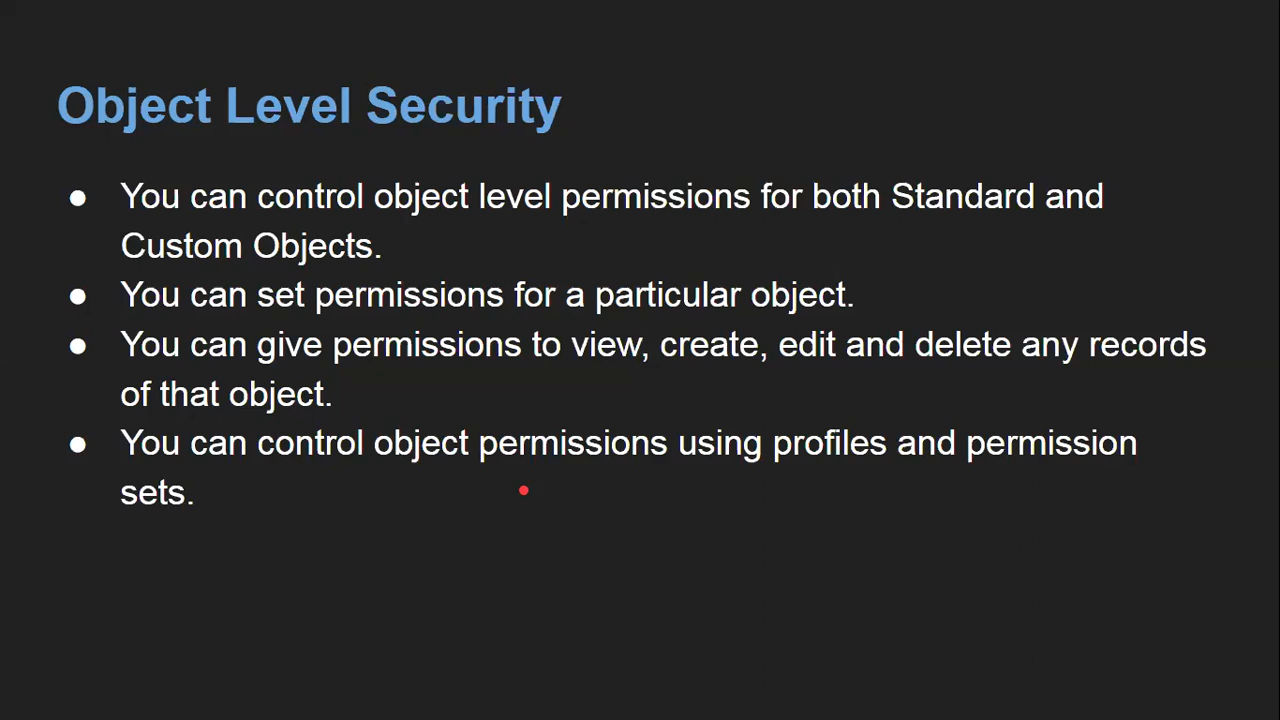 Object Level Security
● You can control object level permissions for both Standard and
Custom Objects.
● You can set permissions for a particular object.
● You can give permissions to view, create, edit and delete any records
of that object.
● You can control object permissions using profiles and permission
sets.